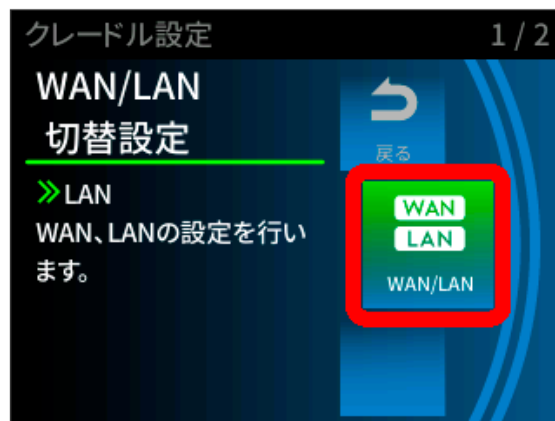 クレードル設定 1/2
WAN/LAN
切替設定
戻る
≫LAN
WAN、LANの設定を行い
ます。
WAN
LAN
WAN/LAN